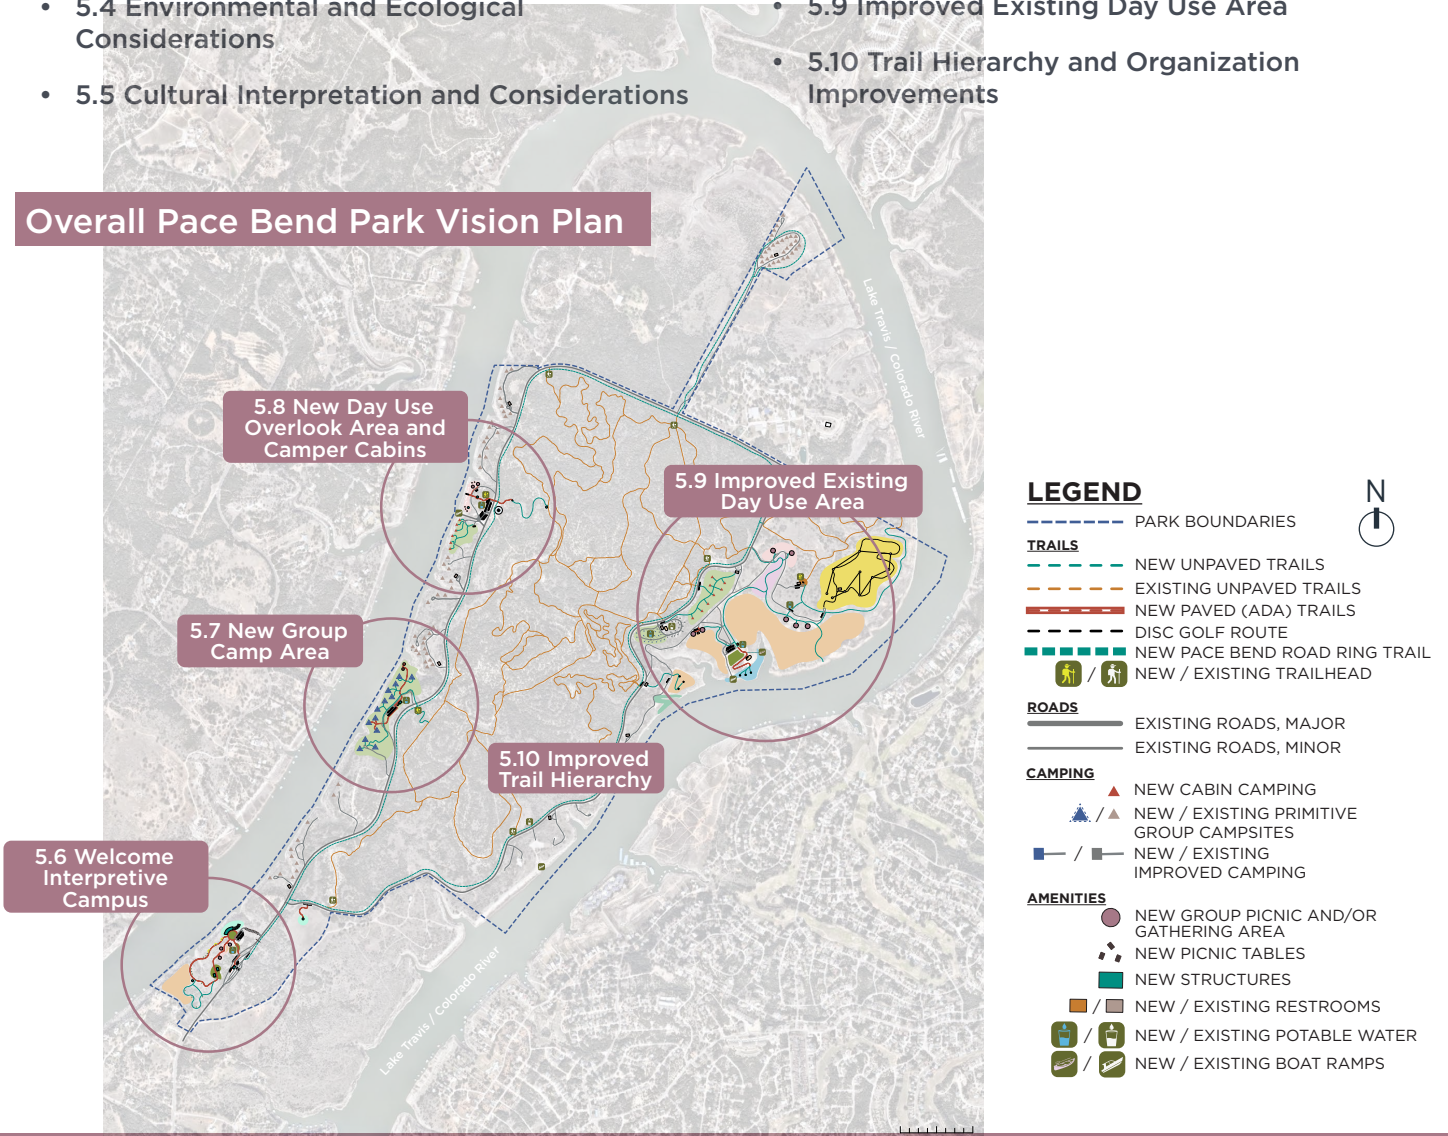 • 5.4 Environmental and Ecological
Considerations
• 5.5 Cultural Interpretation and Considerations
• 5.9 Improved Existing Day Use Area
• 5.10 Trail Hierarchy and Organization
Improvements
Overall Pace Bend Park Vision Plan
Lake Travis / Colorado River
5.8 New Day Use
Overlook Area and
Camper Cabins
5.9 Improved Existing
Day Use Area
5.7 New Group
Camp Area
5.10 Improved
Trail Hierarchy
5.6 Welcome
Interpretive
Campus
Lake Travis / Colorado River
LEGEND
N
PARK BOUNDARIES
TRAILS
NEW UNPAVED TRAILS
EXISTING UNPAVED TRAILS
NEW PAVED (ADA) TRAILS
DISC GOLF ROUTE
NEW PACE BEND ROAD RING TRAIL
/ NEW / EXISTING TRAILHEAD
ROADS
EXISTING ROADS, MAJOR
EXISTING ROADS, MINOR
CAMPING
NEW CABIN CAMPING
/ NEW / EXISTING PRIMITIVE
GROUP CAMPSITES
/ NEW / EXISTING
IMPROVED CAMPING
AMENITIES
NEW GROUP PICNIC AND/OR
GATHERING AREA
NEW PICNIC TABLES
NEW STRUCTURES
/ NEW / EXISTING RESTROOMS
/ NEW / EXISTING POTABLE WATER
/ NEW / EXISTING BOAT RAMPS